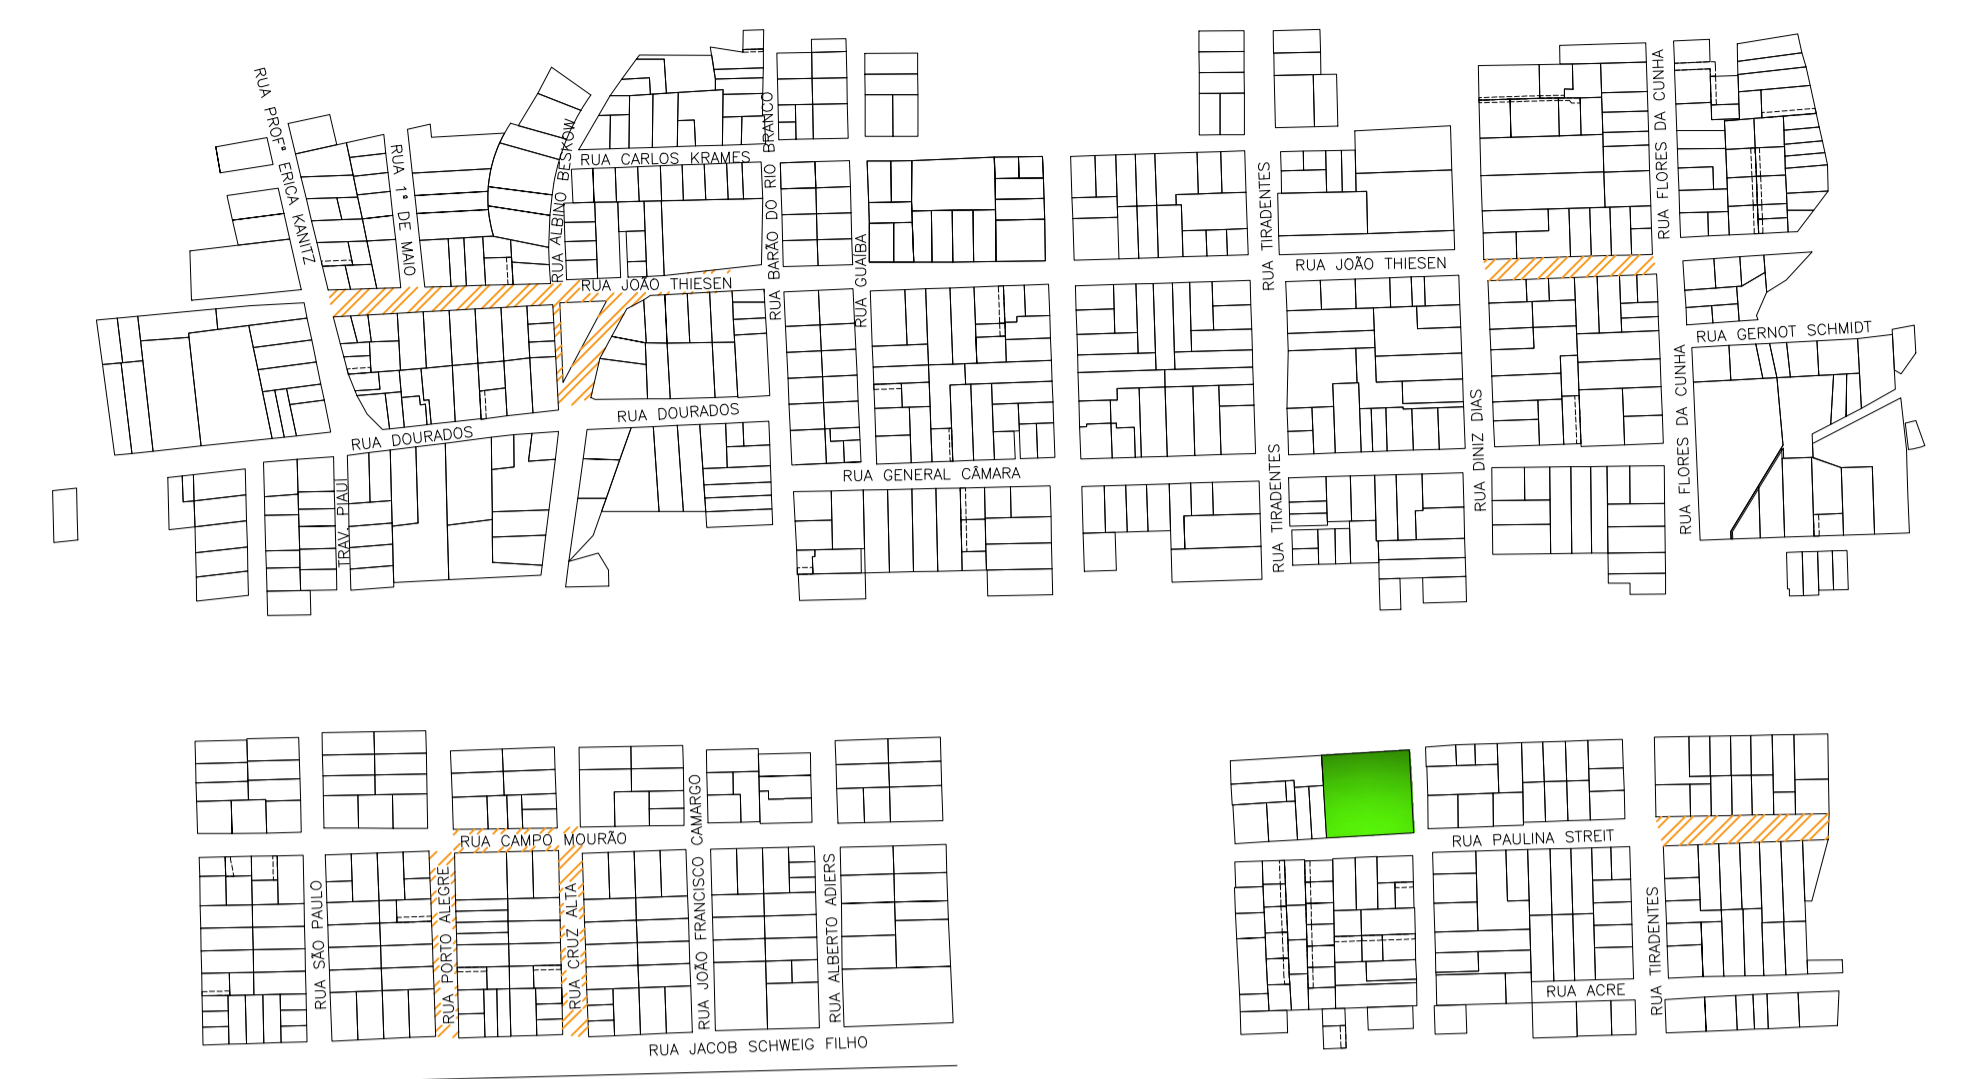 RUA PROFª ERICA KANITZ
RUA 1º DE MAIO
RUA ALBINO BESKOW
RUA CARLOS KRAMES
RUA BARÃO DO RIO BRANCO
RUA GUAÍBA
RUA TIRADENTES
RUA FLORES DA CUNHA
RUA JOÃO THIESEN
RUA JOÃO THIESEN
RUA GERNOT SCHMIDT
RUA DOURADOS
RUA DOURADOS
RUA DINIZ DIAS
RUA FLORES DA CUNHA
RUA GENERAL CÂMARA
RUA TIRADENTES
TRAV. PIAUÍ
RUA CAMPO MOURÃO
RUA JOÃO FRANCISCO CAMARGO
RUA PAULINA STREIT
RUA SÃO PAULO
RUA PORTO ALEGRE
RUA CRUZ ALTA
RUA ALBERTO ADIERS
RUA TIRADENTES
RUA ACRE
RUA JACOB SCHWEIG FILHO